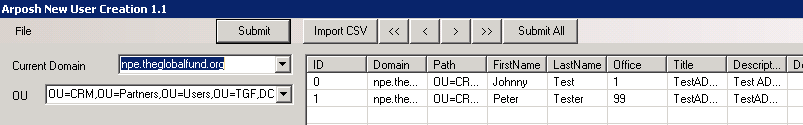 Arposh New User Creation 1.1
File Submit Import CSV << < > >> Submit All
Current Domain npe.theglobalfund.org
OU OU=CRM,OU=Partners,OU=Users,OU=TGF,DC
ID Domain Path FirstName LastName Office Title Descript... De
0 npe.the... OU=CR... Johnny Test 1 TestAD... Test AD...
1 npe.the... OU=CR... Peter Tester 99 TestAD... TestAD...